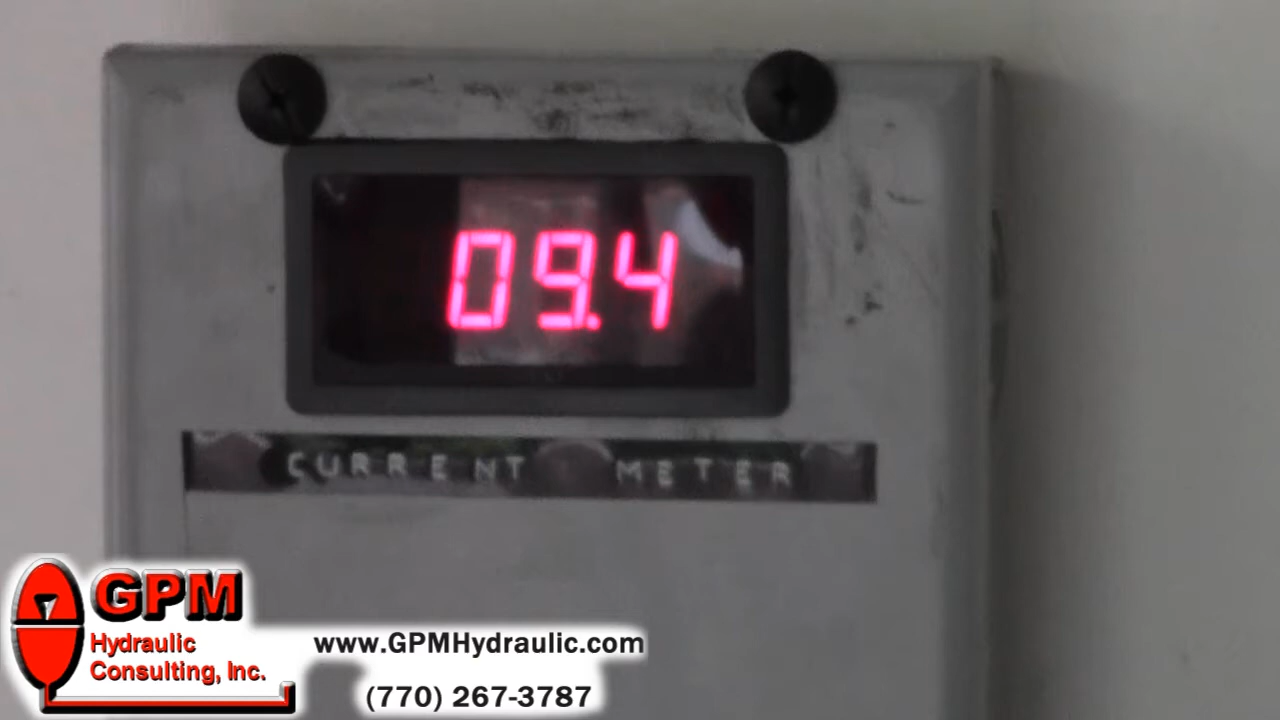 09.4
CURRENT METER
GPM
Hydraulic
Consulting, Inc.
www.GPMHydraulic.com
(770) 267-3787